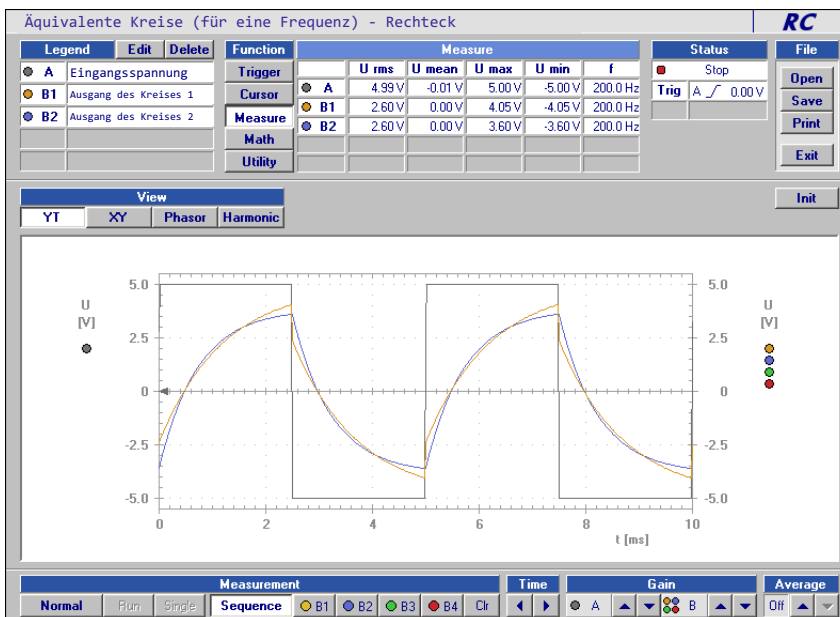 Äquivalente Kreise (für eine Frequenz) - Rechteck
RC
Legend Edit Delete
A Eingangsspannung
B1 Ausgang des Kreises 1
B2 Ausgang des Kreises 2
Function
Trigger
Cursor
Measure
Math
Utility
Measure
U rms U mean U max U min f
A 4.99 V -0.01 V 5.00 V -5.00 V 200.0 Hz
B1 2.60 V 0.00 V 4.05 V -4.05 V 200.0 Hz
B2 2.60 V 0.00 V 3.60 V -3.60 V 200.0 Hz
Status
Stop
Trig A 0.00 V
File
Open
Save
Print
Exit
View
YT XY Phasor Harmonic
Init
U
[V]
5.0
2.5
0
-2.5
-5.0
0 2 4 6 8 10
t [ms]
5.0
2.5
0
-2.5
-5.0
U
[V]
Measurement
Normal Run Single Sequence B1 B2 B3 B4 Clr
Time
Gain
A B
Average
Off